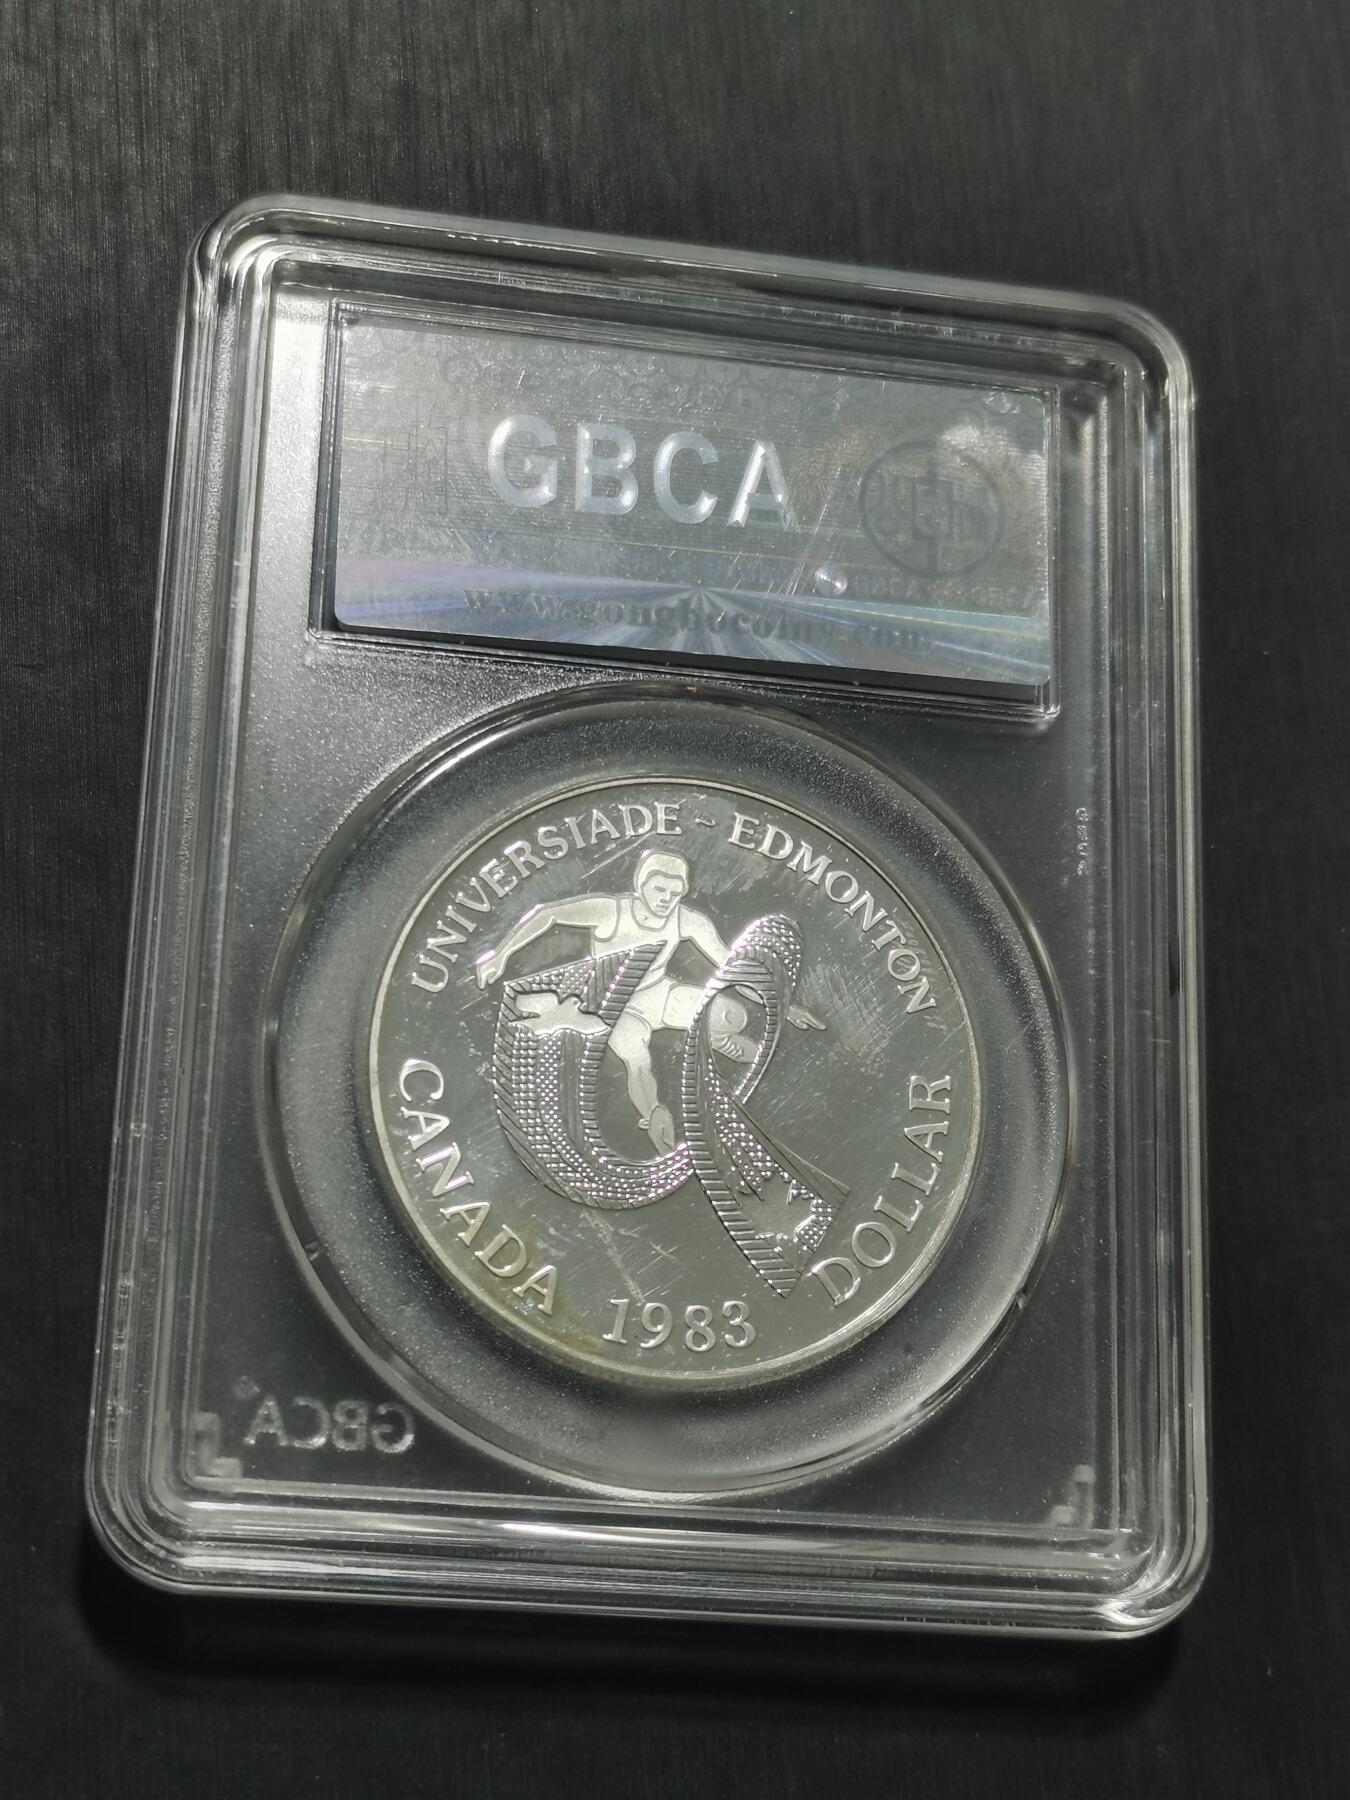 GBCA
www.gongbocoins.com
UNIVERSIADE - EDMONTON
CANADA 1983 DOLLAR
GBCA